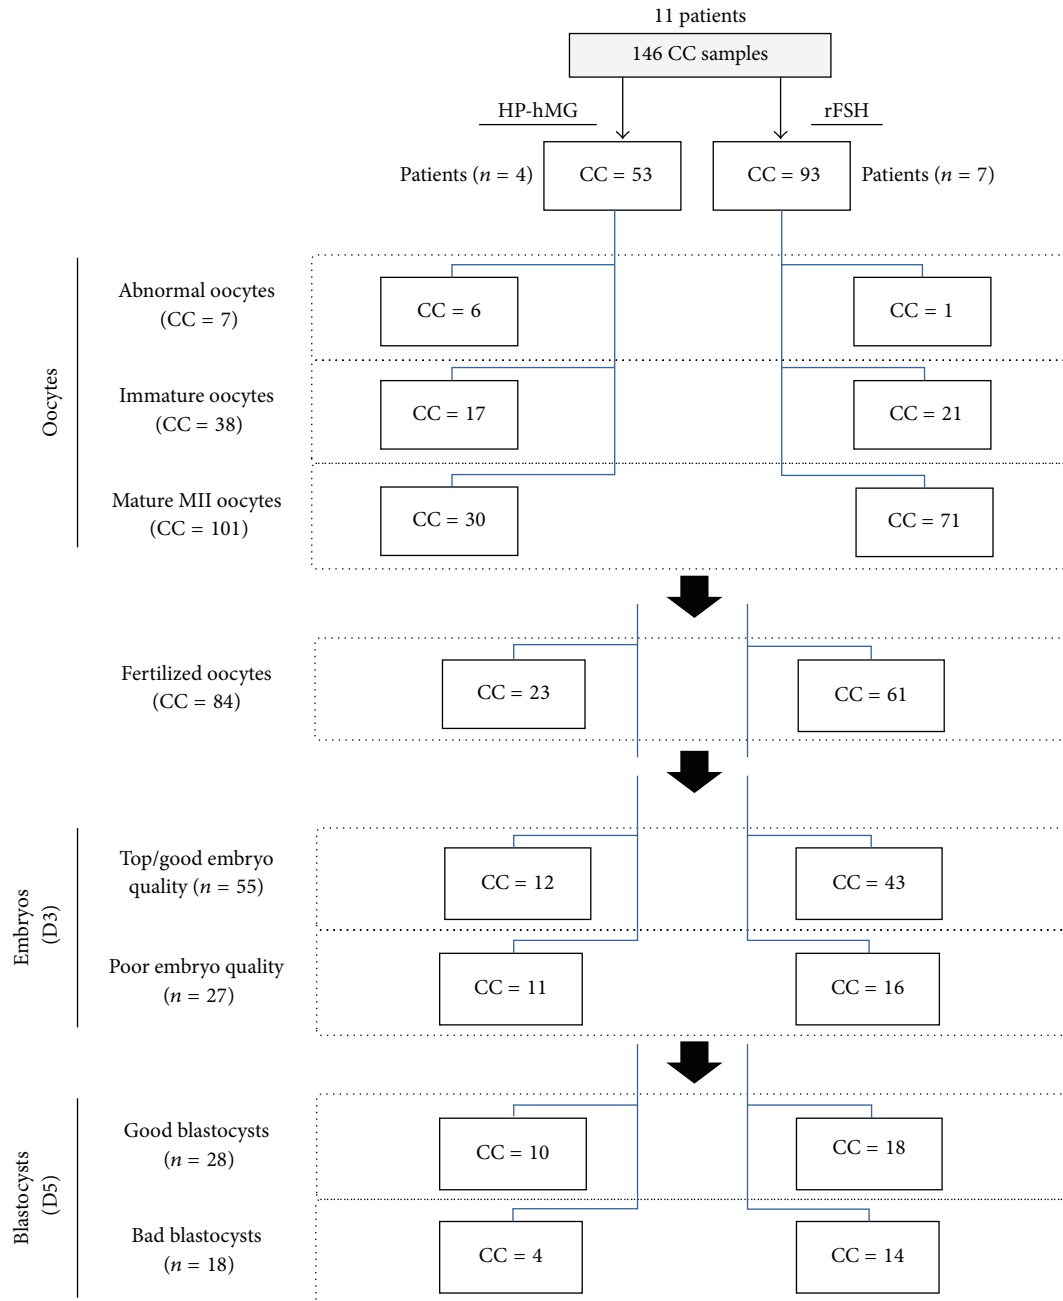 11 patients
146 CC samples
HP-hMG
rFSH
Patients (n = 4)
CC = 53
CC = 93
Patients (n = 7)
Oocytes
Abnormal oocytes
(CC = 7)
CC = 6
CC = 1
Immature oocytes
(CC = 38)
CC = 17
CC = 21
Mature MII oocytes
(CC = 101)
CC = 30
CC = 71
Fertilized oocytes
(CC = 84)
CC = 23
CC = 61
Embryos
(D3)
Top/good embryo
quality (n = 55)
CC = 12
CC = 43
Poor embryo quality
(n = 27)
CC = 11
CC = 16
Blastocysts
(D5)
Good blastocysts
(n = 28)
CC = 10
CC = 18
Bad blastocysts
(n = 18)
CC = 4
CC = 14